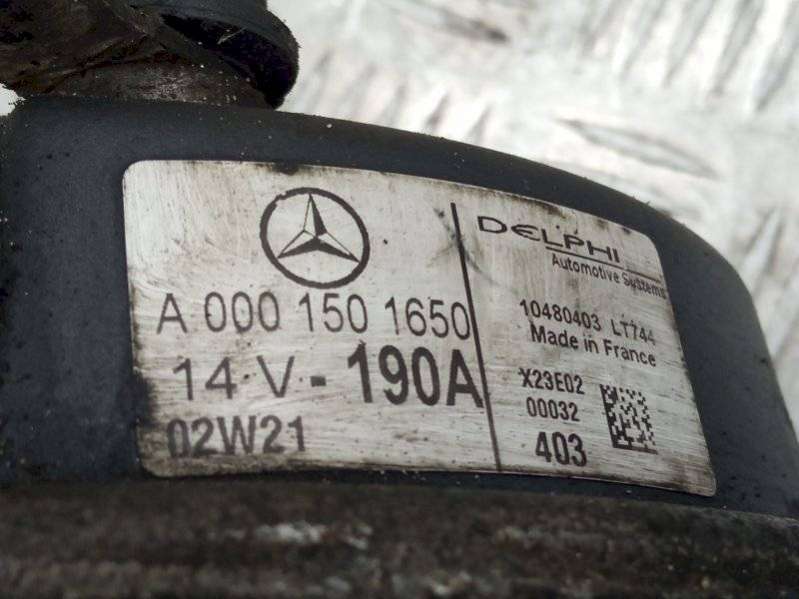 A 000 150 1650
14 V - 190A
02W21
DELPHI
Automotive Systems
10480403 LT744
Made in France
X23E02
00032
403